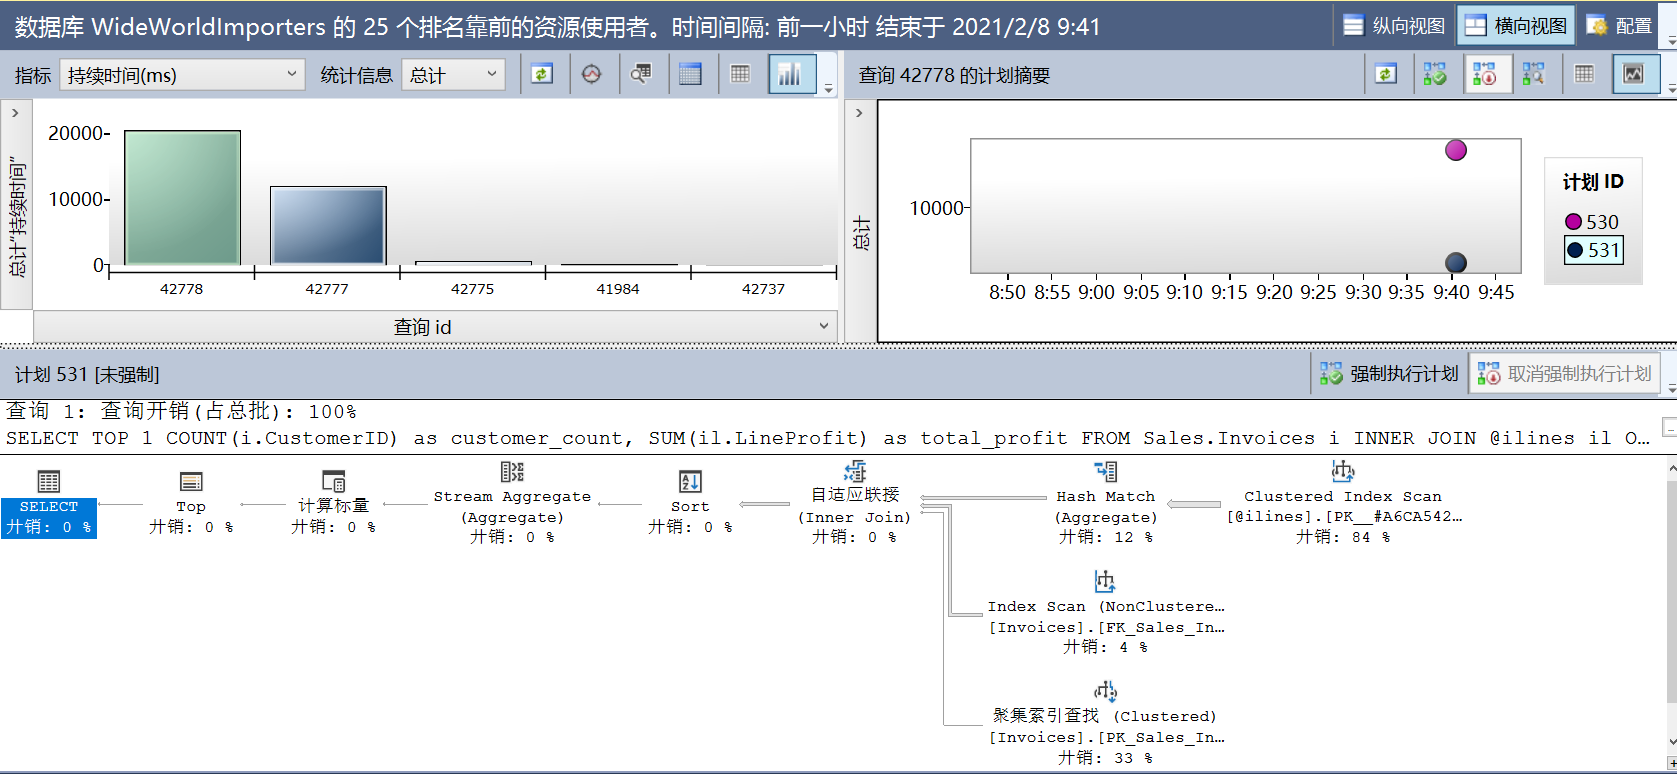 数据库 WideWorldImporters 的 25 个排名靠前的资源使用者。时间间隔: 前一小时 结束于 2021/2/8 9:41
纵向视图
横向视图
配置
指标
持续时间(ms)
统计信息
总计
查询 42778 的计划摘要
总计"持续时间"
20000
10000
0
42778
42777
42775
41984
42737
查询 id
总计
10000
8:50 8:55 9:00 9:05 9:10 9:15 9:20 9:25 9:30 9:35 9:40 9:45
计划 ID
530
531
计划 531 [未强制]
强制执行计划
取消强制执行计划
查询 1: 查询开销(占总批): 100%
SELECT TOP 1 COUNT(i.CustomerID) as customer_count, SUM(il.LineProfit) as total_profit FROM Sales.Invoices i INNER JOIN @ilines il O...
SELECT
开销: 0 %
Top
开销: 0 %
计算标量
开销: 0 %
Stream Aggregate
(Aggregate)
开销: 0 %
Sort
开销: 0 %
自适应联接
(Inner Join)
开销: 0 %
Hash Match
(Aggregate)
开销: 12 %
Clustered Index Scan
[@ilines].[PK__#A6CA542...
开销: 84 %
Index Scan (NonClustere...
[Invoices].[FK_Sales_In...
开销: 4 %
聚集索引查找 (Clustered)
[Invoices].[PK_Sales_In...
开销: 33 %